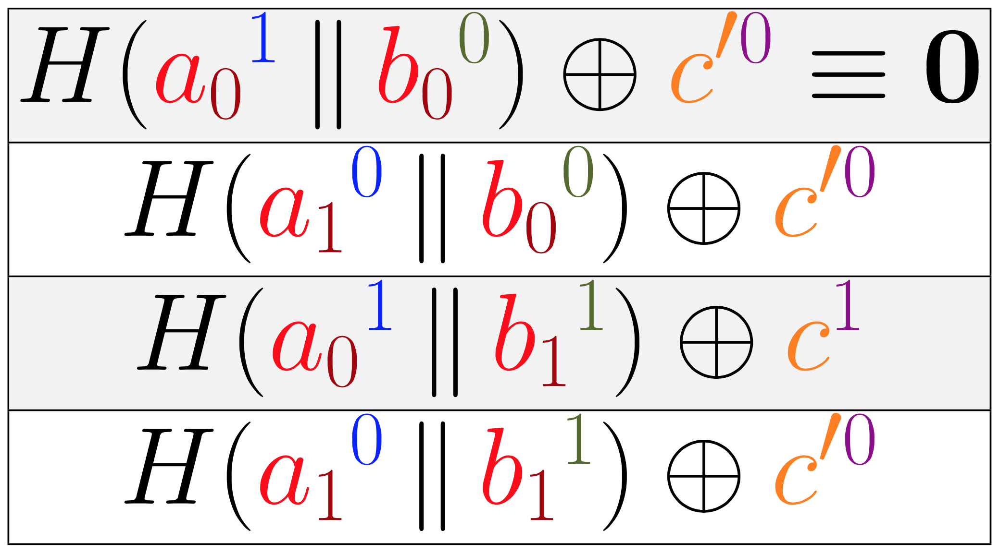 H(a₀¹ ∥ b₀⁰) ⊕ c′⁰ ≡ 𝟎
H(a₁⁰ ∥ b₀⁰) ⊕ c′⁰
H(a₀¹ ∥ b₁¹) ⊕ c¹
H(a₁⁰ ∥ b₁¹) ⊕ c′⁰